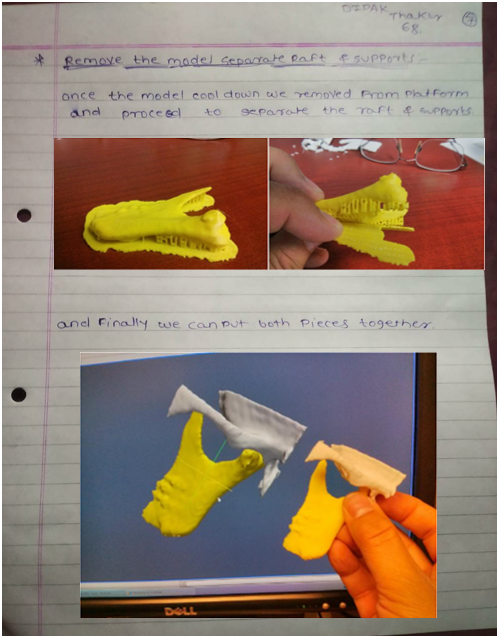 DIPAK
Thakur
68
* Remove the model separate Raft & supports:-
once the model cool down we removed from platform
and proceed to separate the raft & supports
and Finally we can put both pieces together.
DELL